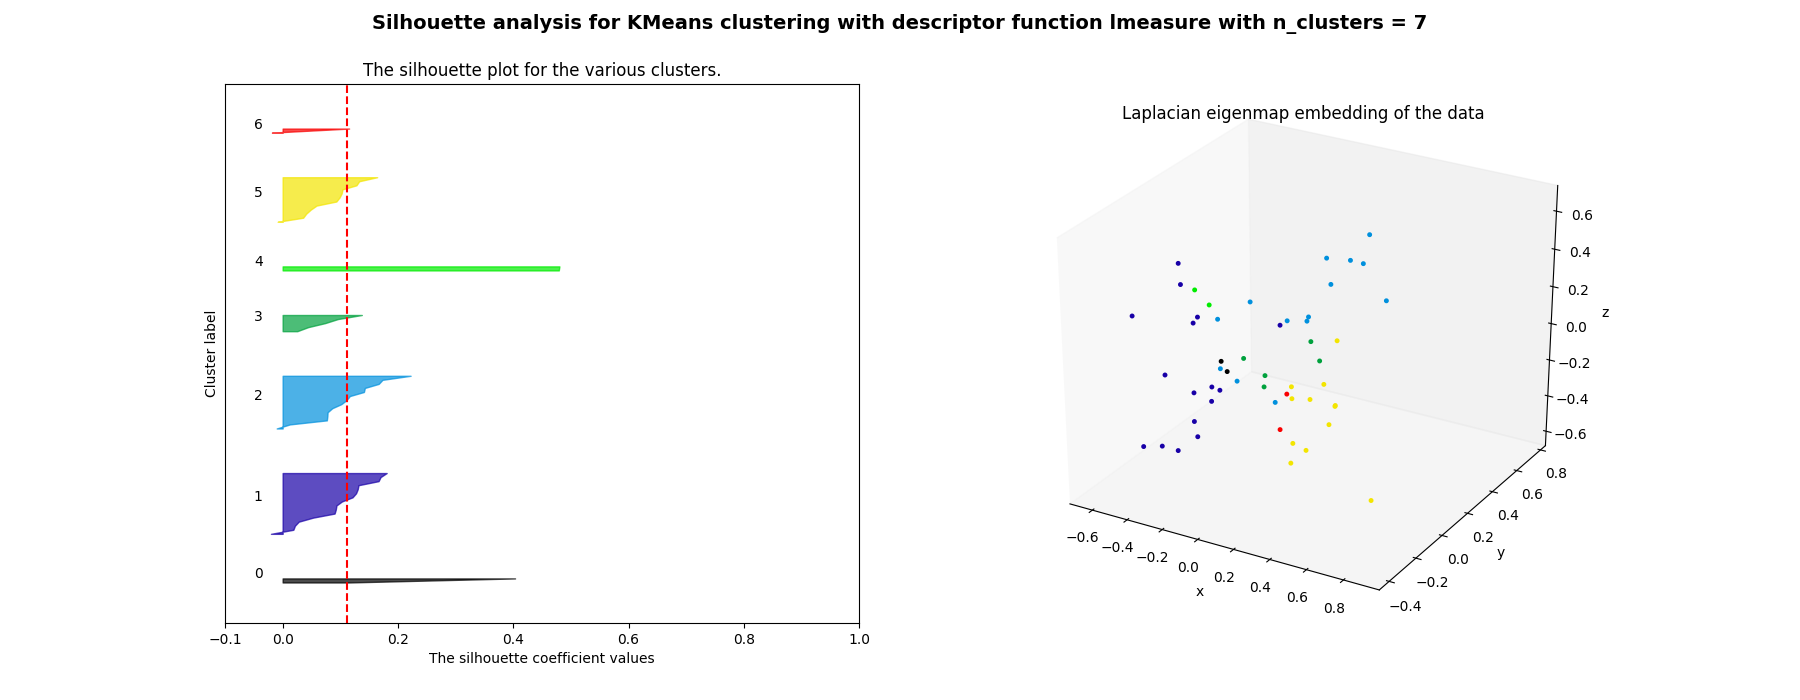 Silhouette analysis for KMeans clustering with descriptor function lmeasure with n_clusters = 7
The silhouette plot for the various clusters.
6
5
4
3
2
1
0
Cluster label
−0.1 0.0 0.2 0.4 0.6 0.8 1.0
The silhouette coefficient values
Laplacian eigenmap embedding of the data
0.6
0.4
0.2
0.0
−0.2
−0.4
−0.6
z
0.8
0.6
0.4
0.2
0.0
−0.2
−0.4
y
−0.6 −0.4 −0.2 0.0 0.2 0.4 0.6 0.8
x